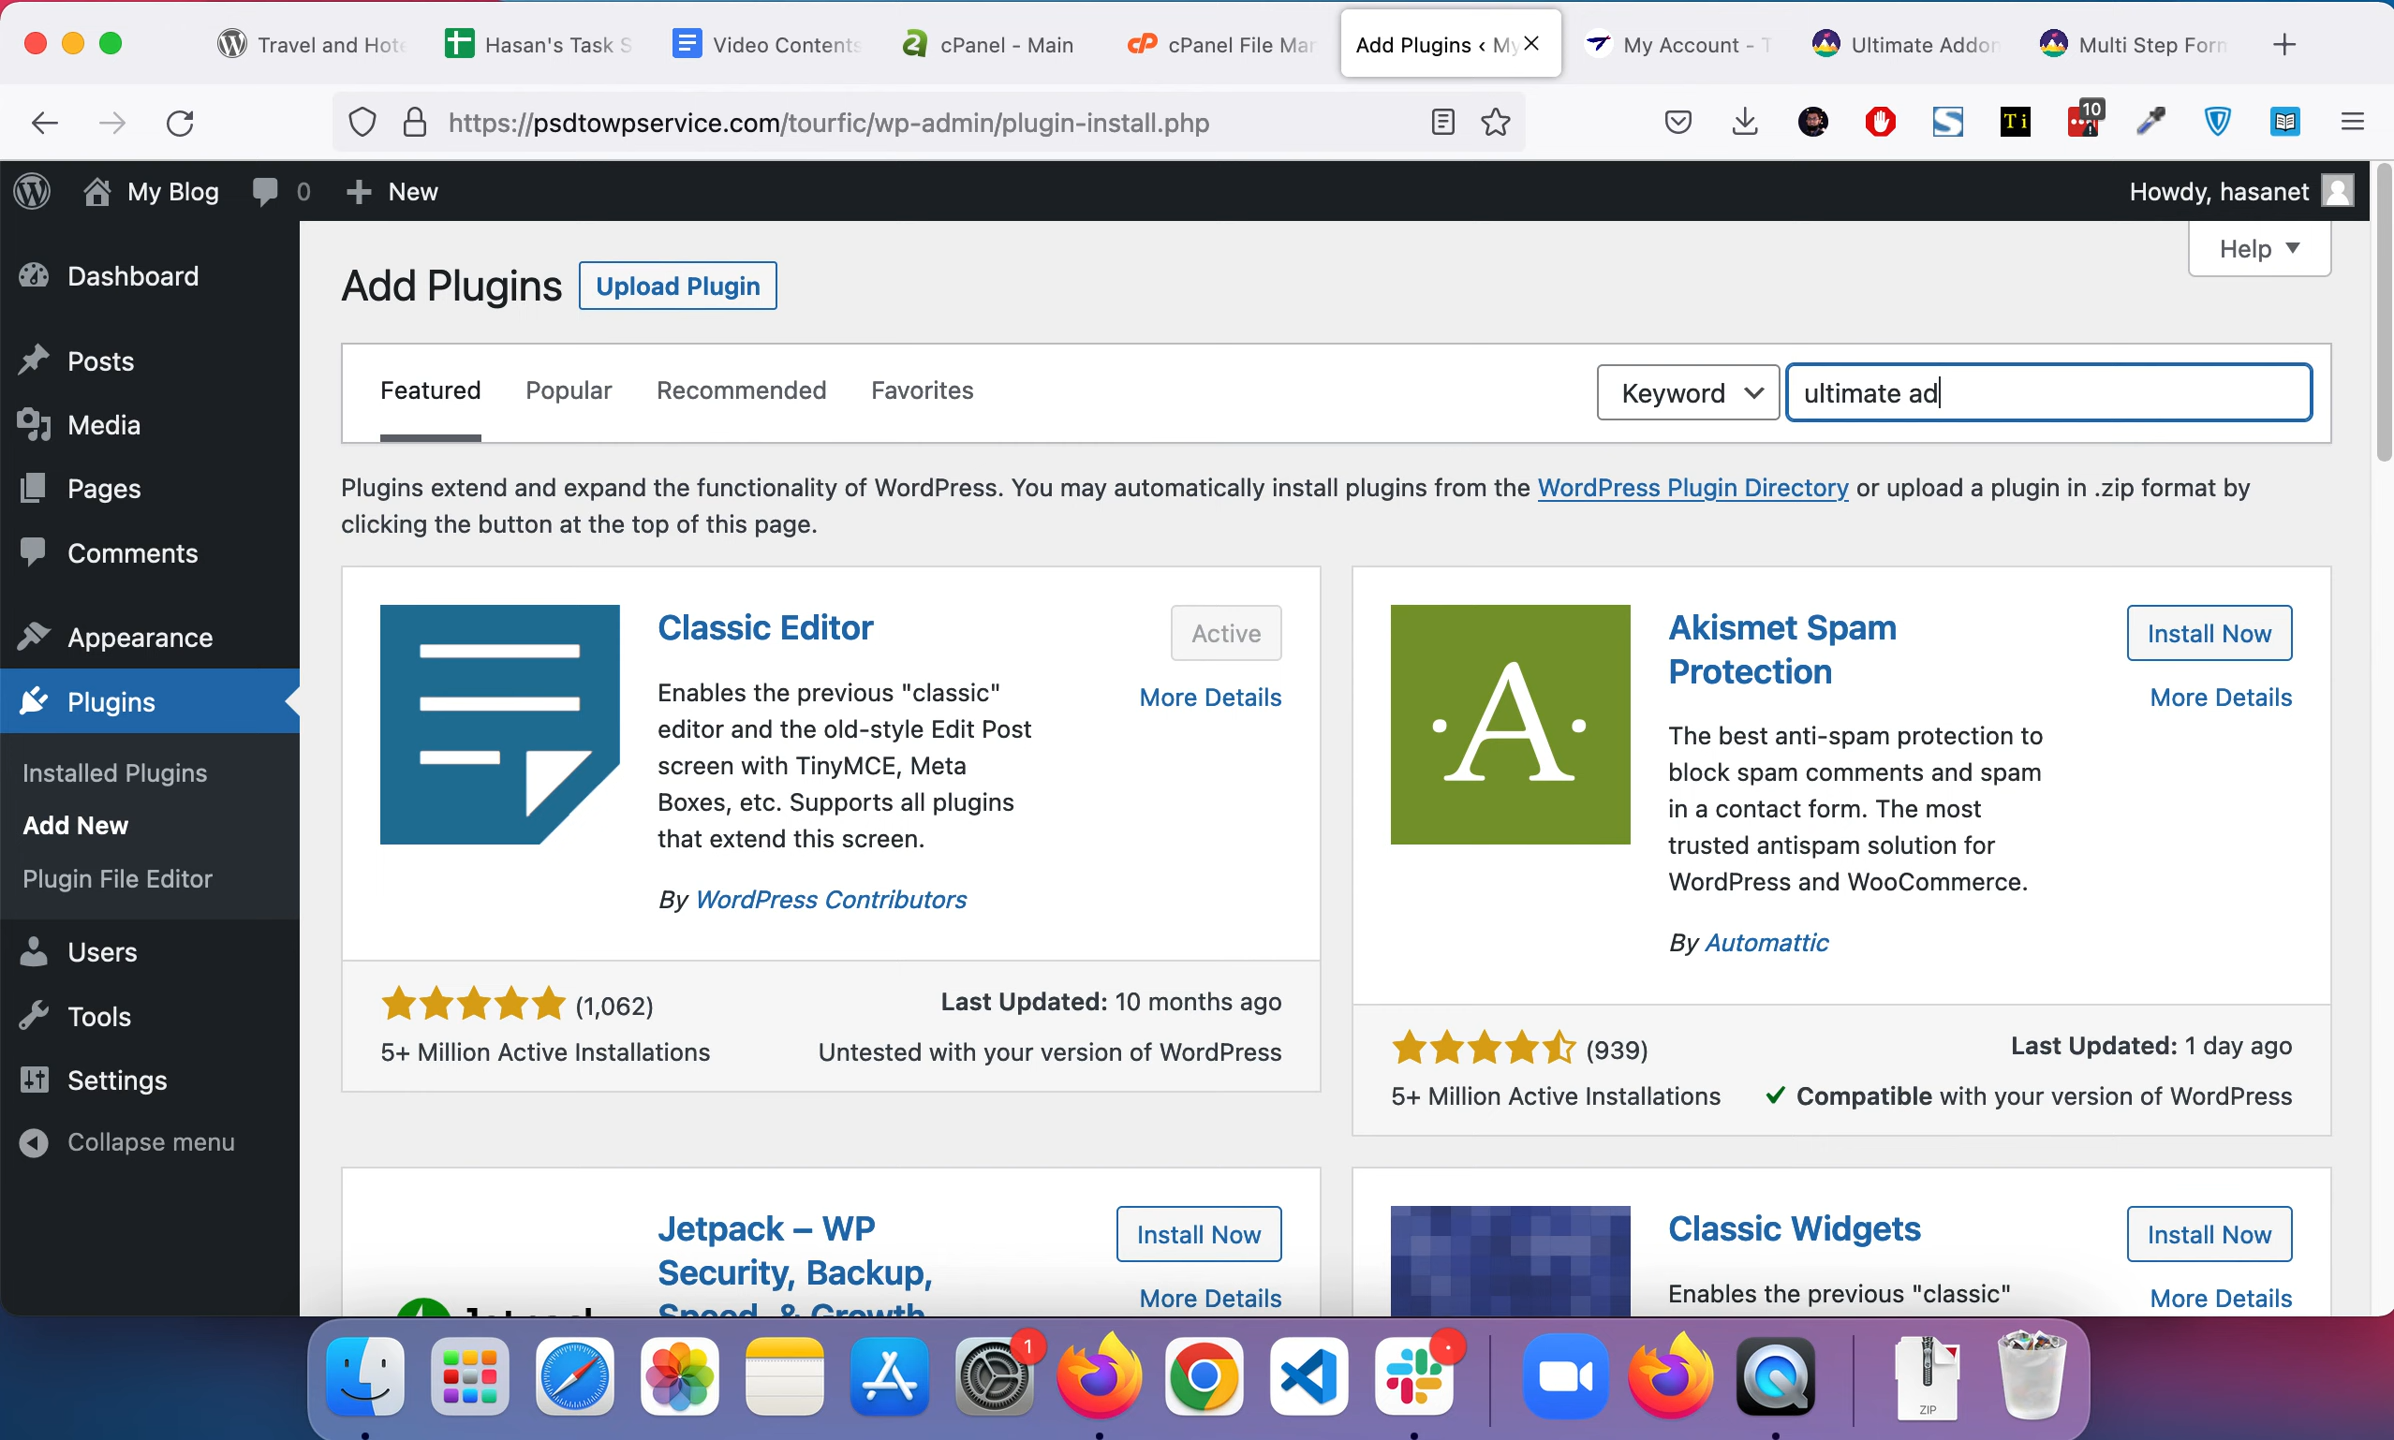 Travel and Hote
Hasan's Task S
Video Contents
cPanel - Main
cPanel File Mar
Add Plugins ‹ My
My Account - T
Ultimate Addon
Multi Step Form
https://psdtowpservice.com/tourfic/wp-admin/plugin-install.php
Ti
10
My Blog
0
New
Howdy, hasanet
Help
Dashboard
Posts
Media
Pages
Comments
Appearance
Plugins
Installed Plugins
Add New
Plugin File Editor
Users
Tools
Settings
Collapse menu
Add Plugins
Upload Plugin
Featured
Popular
Recommended
Favorites
Keyword
ultimate ad
Plugins extend and expand the functionality of WordPress. You may automatically install plugins from the WordPress Plugin Directory or upload a plugin in .zip format by
clicking the button at the top of this page.
Classic Editor
Active
More Details
Enables the previous "classic"
editor and the old-style Edit Post
screen with TinyMCE, Meta
Boxes, etc. Supports all plugins
that extend this screen.
By WordPress Contributors
(1,062)
Last Updated: 10 months ago
5+ Million Active Installations
Untested with your version of WordPress
A
Akismet Spam
Protection
Install Now
More Details
The best anti-spam protection to
block spam comments and spam
in a contact form. The most
trusted antispam solution for
WordPress and WooCommerce.
By Automattic
(939)
Last Updated: 1 day ago
5+ Million Active Installations
Compatible with your version of WordPress
Jetpack – WP
Security, Backup,
Speed, & Growth
Install Now
More Details
Classic Widgets
Install Now
Enables the previous "classic"
More Details
1
ZIP